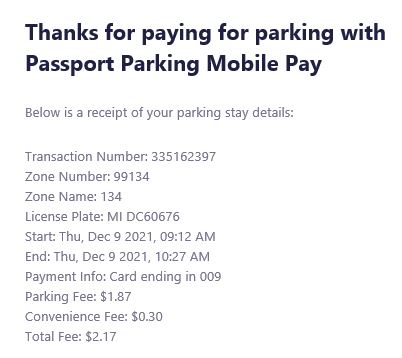 Thanks for paying for parking with
Passport Parking Mobile Pay
Below is a receipt of your parking stay details:
Transaction Number: 335162397
Zone Number: 99134
Zone Name: 134
License Plate: MI DC60676
Start: Thu, Dec 9 2021, 09:12 AM
End: Thu, Dec 9 2021, 10:27 AM
Payment Info: Card ending in 009
Parking Fee: $1.87
Convenience Fee: $0.30
Total Fee: $2.17